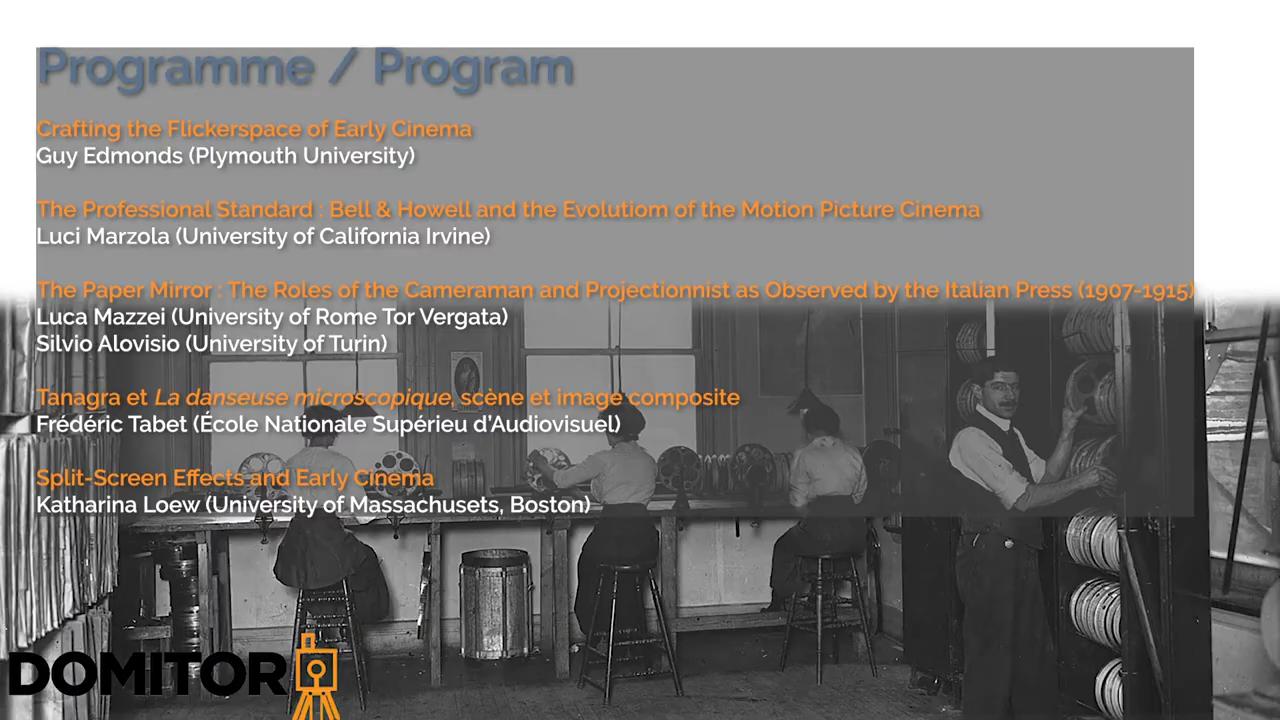 Programme / Program
Crafting the Flickerspace of Early Cinema
Guy Edmonds (Plymouth University)
The Professional Standard : Bell & Howell and the Evolutiom of the Motion Picture Cinema
Luci Marzola (University of California Irvine)
The Paper Mirror : The Roles of the Cameraman and Projectionnist as Observed by the Italian Press (1907-1915)
Luca Mazzei (University of Rome Tor Vergata)
Silvio Alovisio (University of Turin)
Tanagra et La danseuse microscopique, scène et image composite
Frédéric Tabet (École Nationale Supérieu d'Audiovisuel)
Split-Screen Effects and Early Cinema
Katharina Loew (University of Massachusets, Boston)
DOMITOR